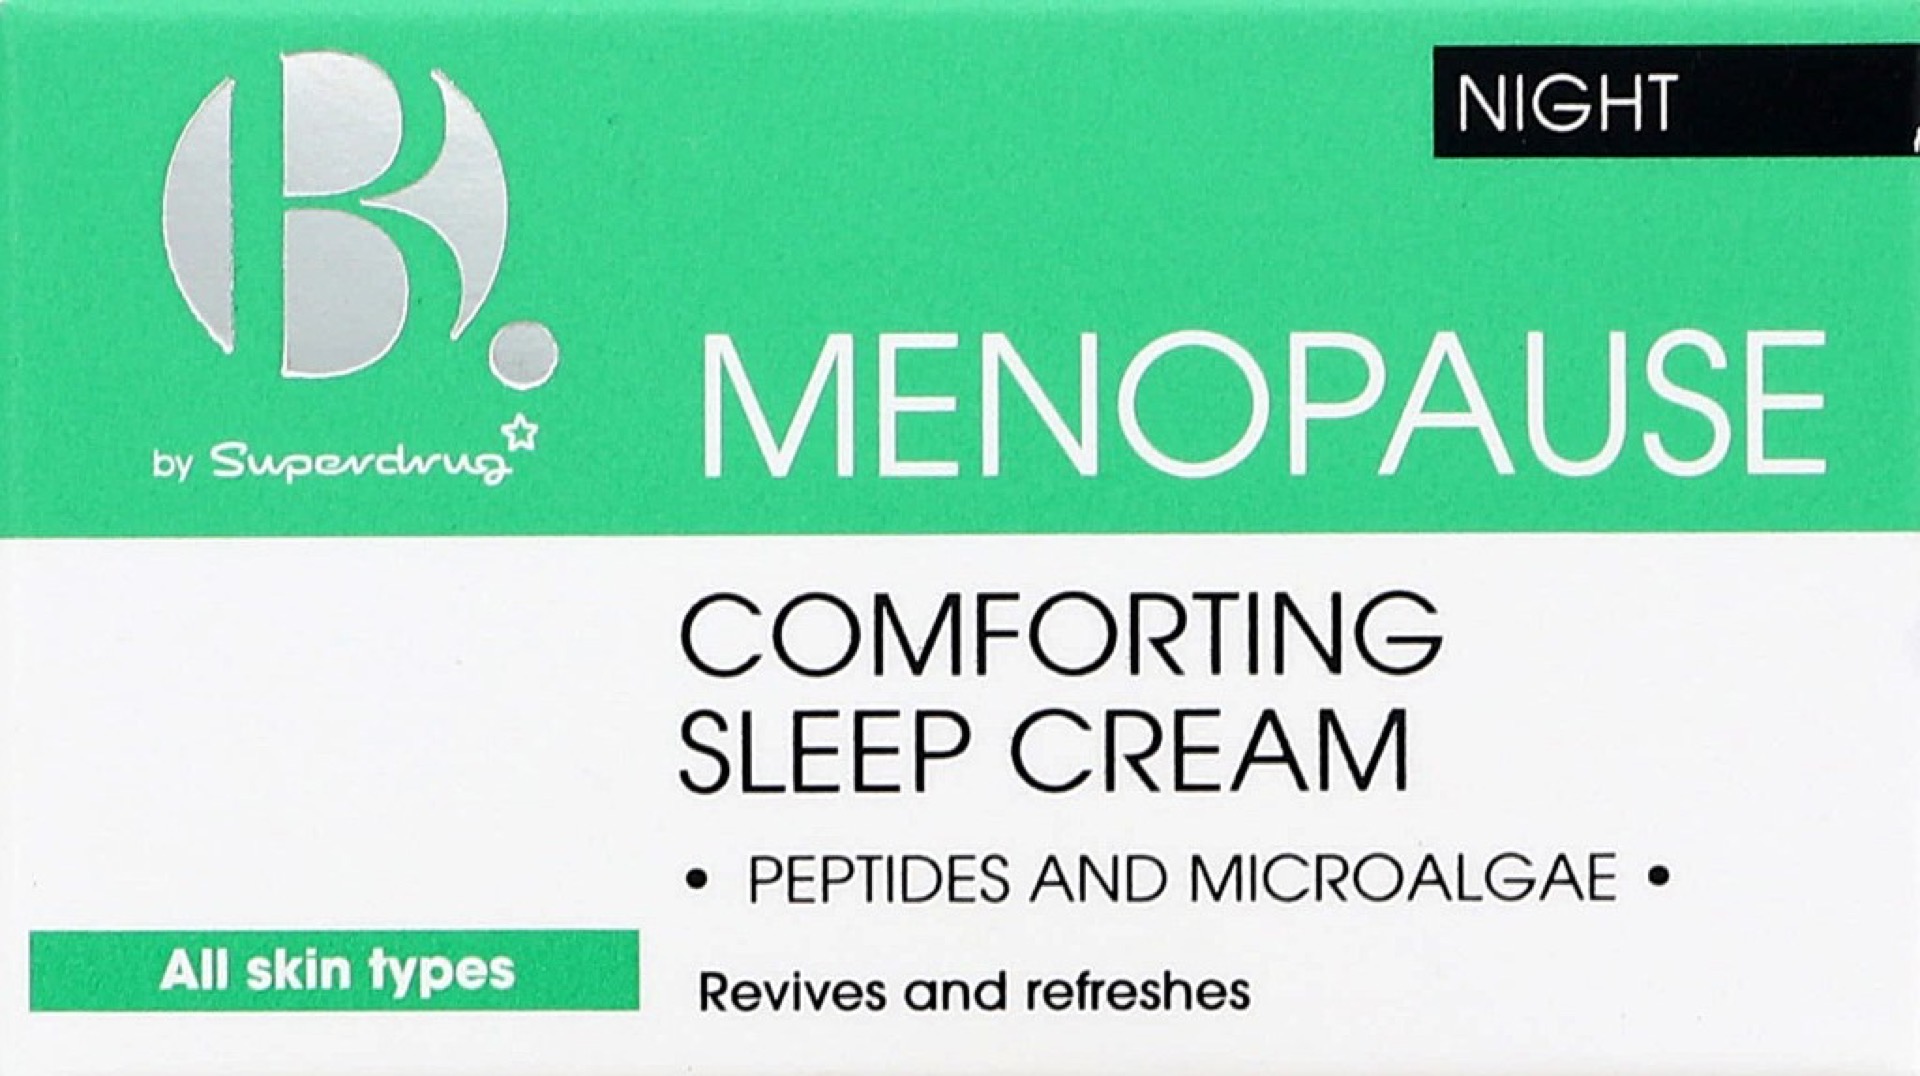 NIGHT
B.
by Superdrug
MENOPAUSE
COMFORTING
SLEEP CREAM
• PEPTIDES AND MICROALGAE •
All skin types
Revives and refreshes